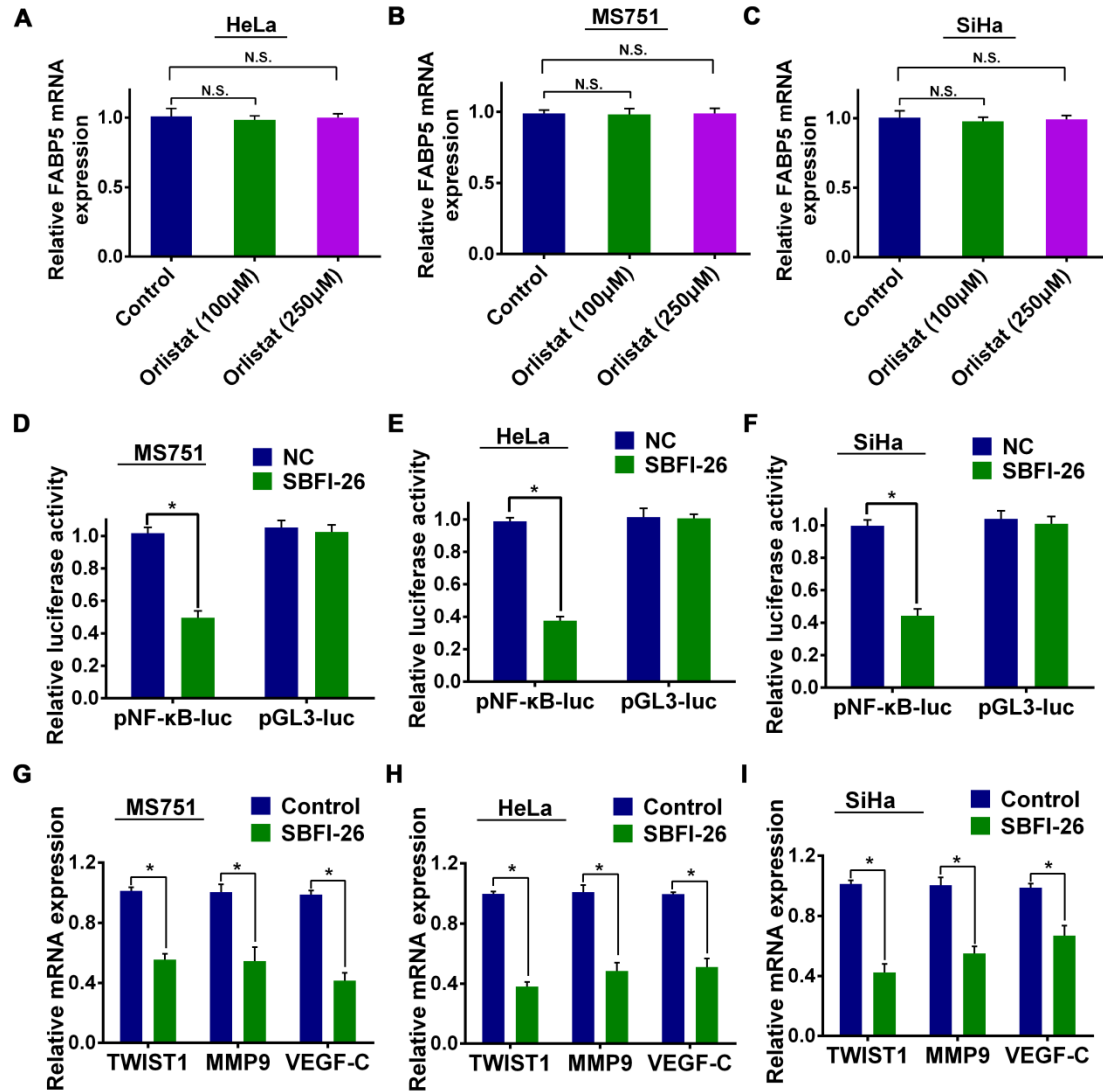 A
HeLa
N.S.
N.S.
Relative FABP5 mRNA
expression
1.0
0.5
0.0
Control
Orlistat (100μM)
Orlistat (250μM)
B
MS751
N.S.
N.S.
Relative FABP5 mRNA
expression
1.0
0.5
0.0
Control
Orlistat (100μM)
Orlistat (250μM)
C
SiHa
N.S.
N.S.
Relative FABP5 mRNA
expression
1.0
0.5
0.0
Control
Orlistat (100μM)
Orlistat (250μM)
D
MS751
NC
SBFI-26
*
Relative luciferase activity
1.0
0.8
0.6
0.4
0.2
0.0
pNF-κB-luc
pGL3-luc
E
HeLa
NC
SBFI-26
*
Relative luciferase activity
1.0
0.8
0.6
0.4
0.2
0.0
pNF-κB-luc
pGL3-luc
F
SiHa
NC
SBFI-26
*
Relative luciferase activity
1.0
0.8
0.6
0.4
0.2
0.0
pNF-κB-luc
pGL3-luc
G
MS751
Control
SBFI-26
* * *
Relative mRNA expression
1.2
0.8
0.4
0.0
TWIST1 MMP9 VEGF-C
H
HeLa
Control
SBFI-26
* * *
Relative mRNA expression
1.2
0.8
0.4
0.0
TWIST1 MMP9 VEGF-C
I
SiHa
Control
SBFI-26
* * *
Relative mRNA expression
1.2
0.8
0.4
0.0
TWIST1 MMP9 VEGF-C